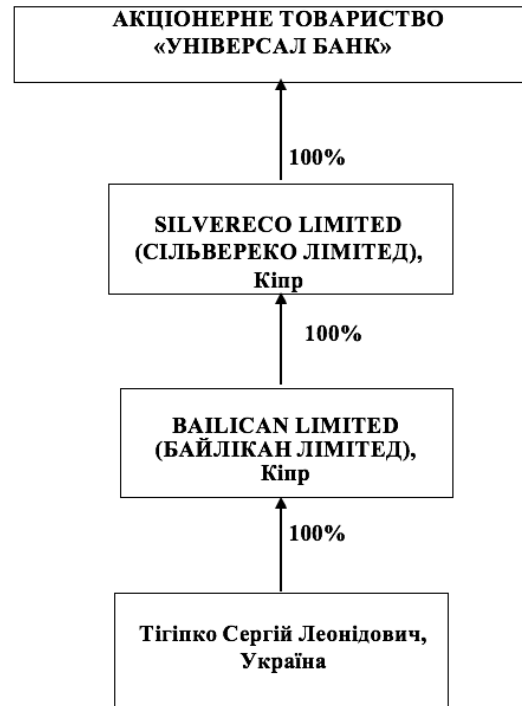 АКЦІОНЕРНЕ ТОВАРИСТВО
«УНІВЕРСАЛ БАНК»
100%
SILVERECO LIMITED
(СІЛЬВЕРЕКО ЛІМІТЕД),
Кіпр
100%
BAILICAN LIMITED
(БАЙЛІКАН ЛІМІТЕД),
Кіпр
100%
Тігіпко Сергій Леонідович,
Україна